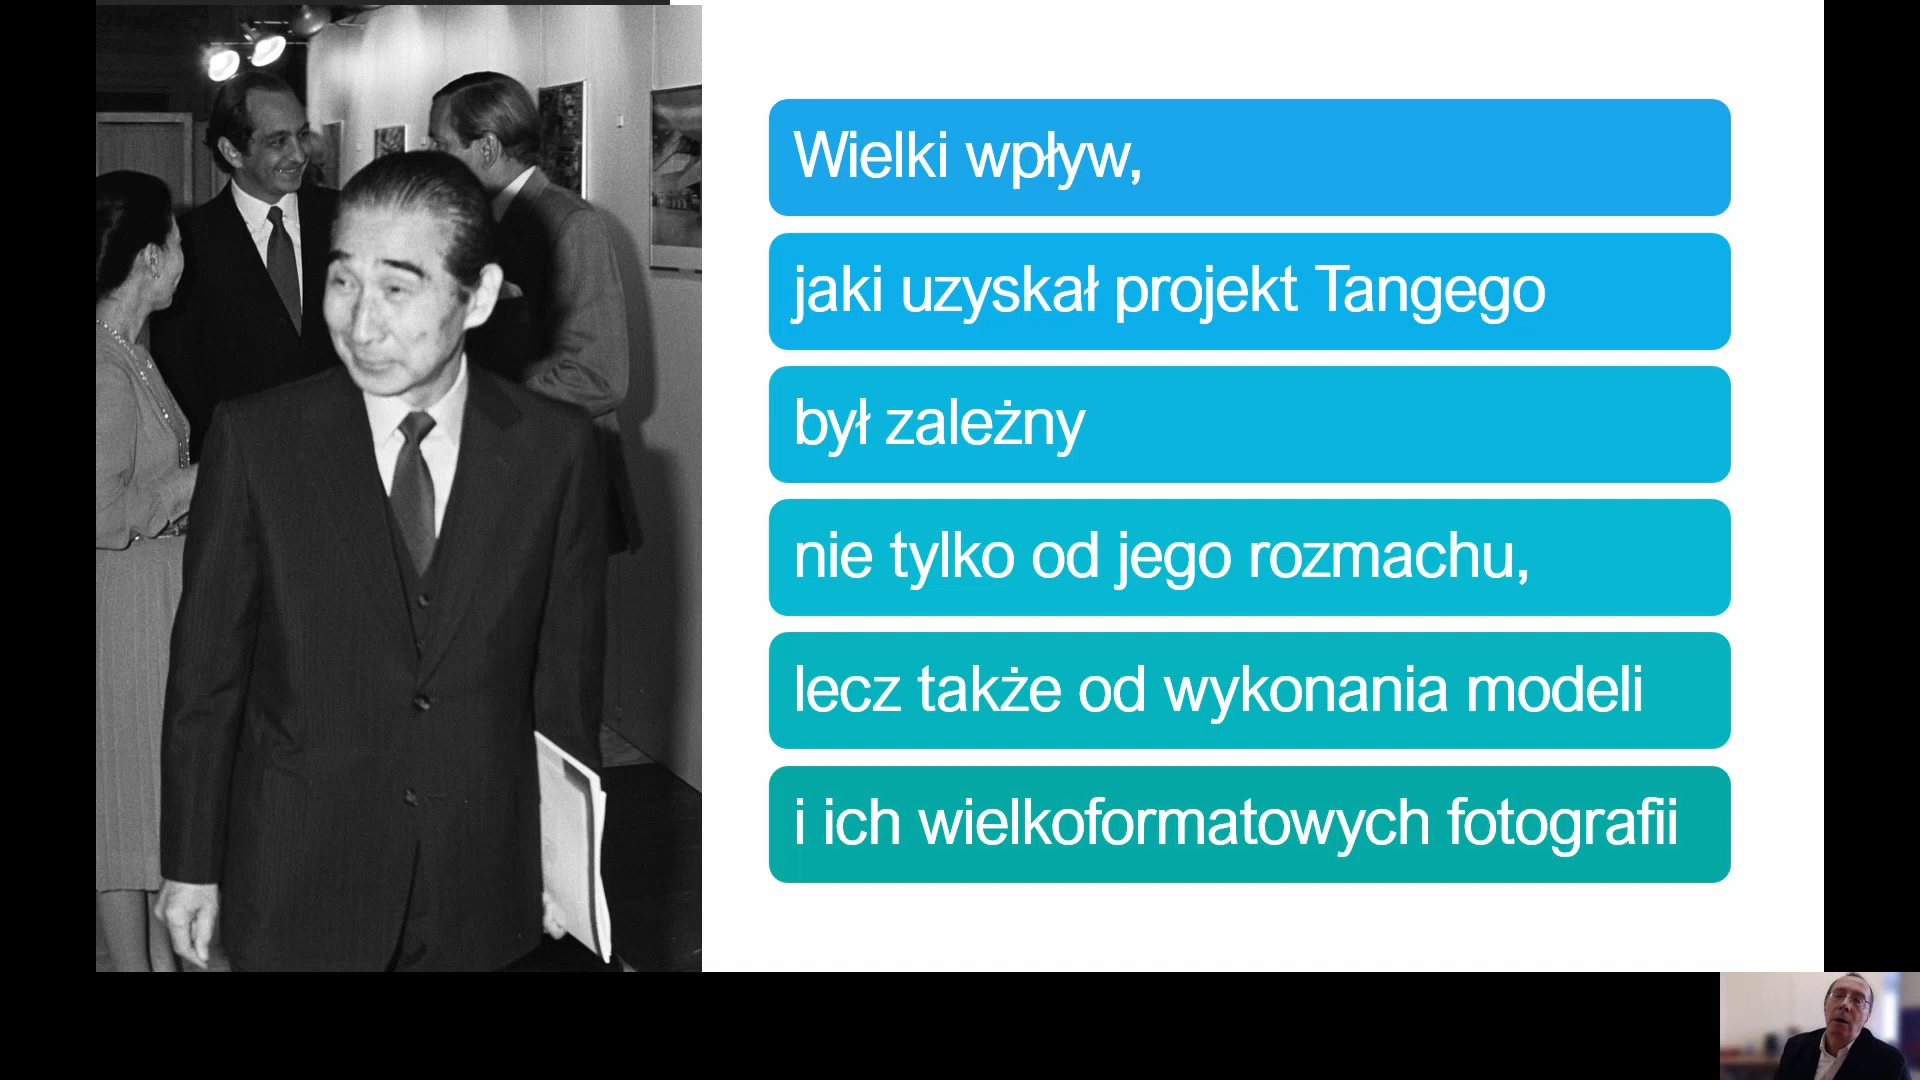 Wielki wpływ,
jaki uzyskał projekt Tangego
był zależny
nie tylko od jego rozmachu,
lecz także od wykonania modeli
i ich wielkoformatowych fotografii